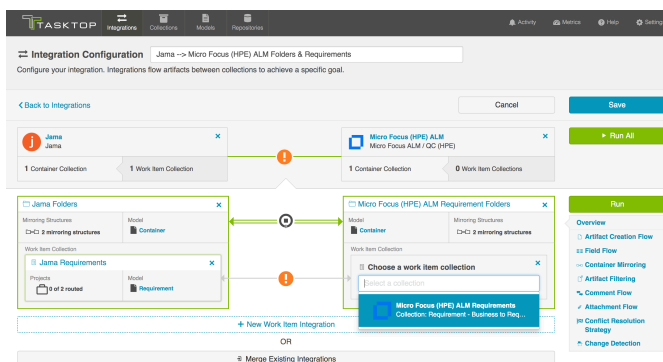 TASKTOP
Integrations
Collections
Models
Repositories
Activity
Metrics
Help
Setting
Integration Configuration
Jama --> Micro Focus (HPE) ALM Folders & Requirements
Configure your integration. Integrations flow artifacts between collections to achieve a specific goal.
Back to Integrations
Cancel
Save
Jama
Jama
Micro Focus (HPE) ALM
Micro Focus ALM / QC (HPE)
Run All
1 Container Collection
1 Work Item Collection
1 Container Collection
0 Work Item Collections
Jama Folders
Micro Focus (HPE) ALM Requirement Folders
Run
Mirroring Structures
2 mirroring structures
Model
Container
Model
Container
Mirroring Structures
2 mirroring structures
Overview
Artifact Creation Flow
Field Flow
Container Mirroring
Artifact Filtering
Comment Flow
Attachment Flow
Conflict Resolution
Strategy
Change Detection
Work Item Collection
Jama Requirements
Projects
0 of 2 routed
Model
Requirement
Work Item Collection
Choose a work item collection
Select a collection
Micro Focus (HPE) ALM Requirements
Collection: Requirement - Business to Req...
+ New Work Item Integration
OR
Merge Existing Integrations